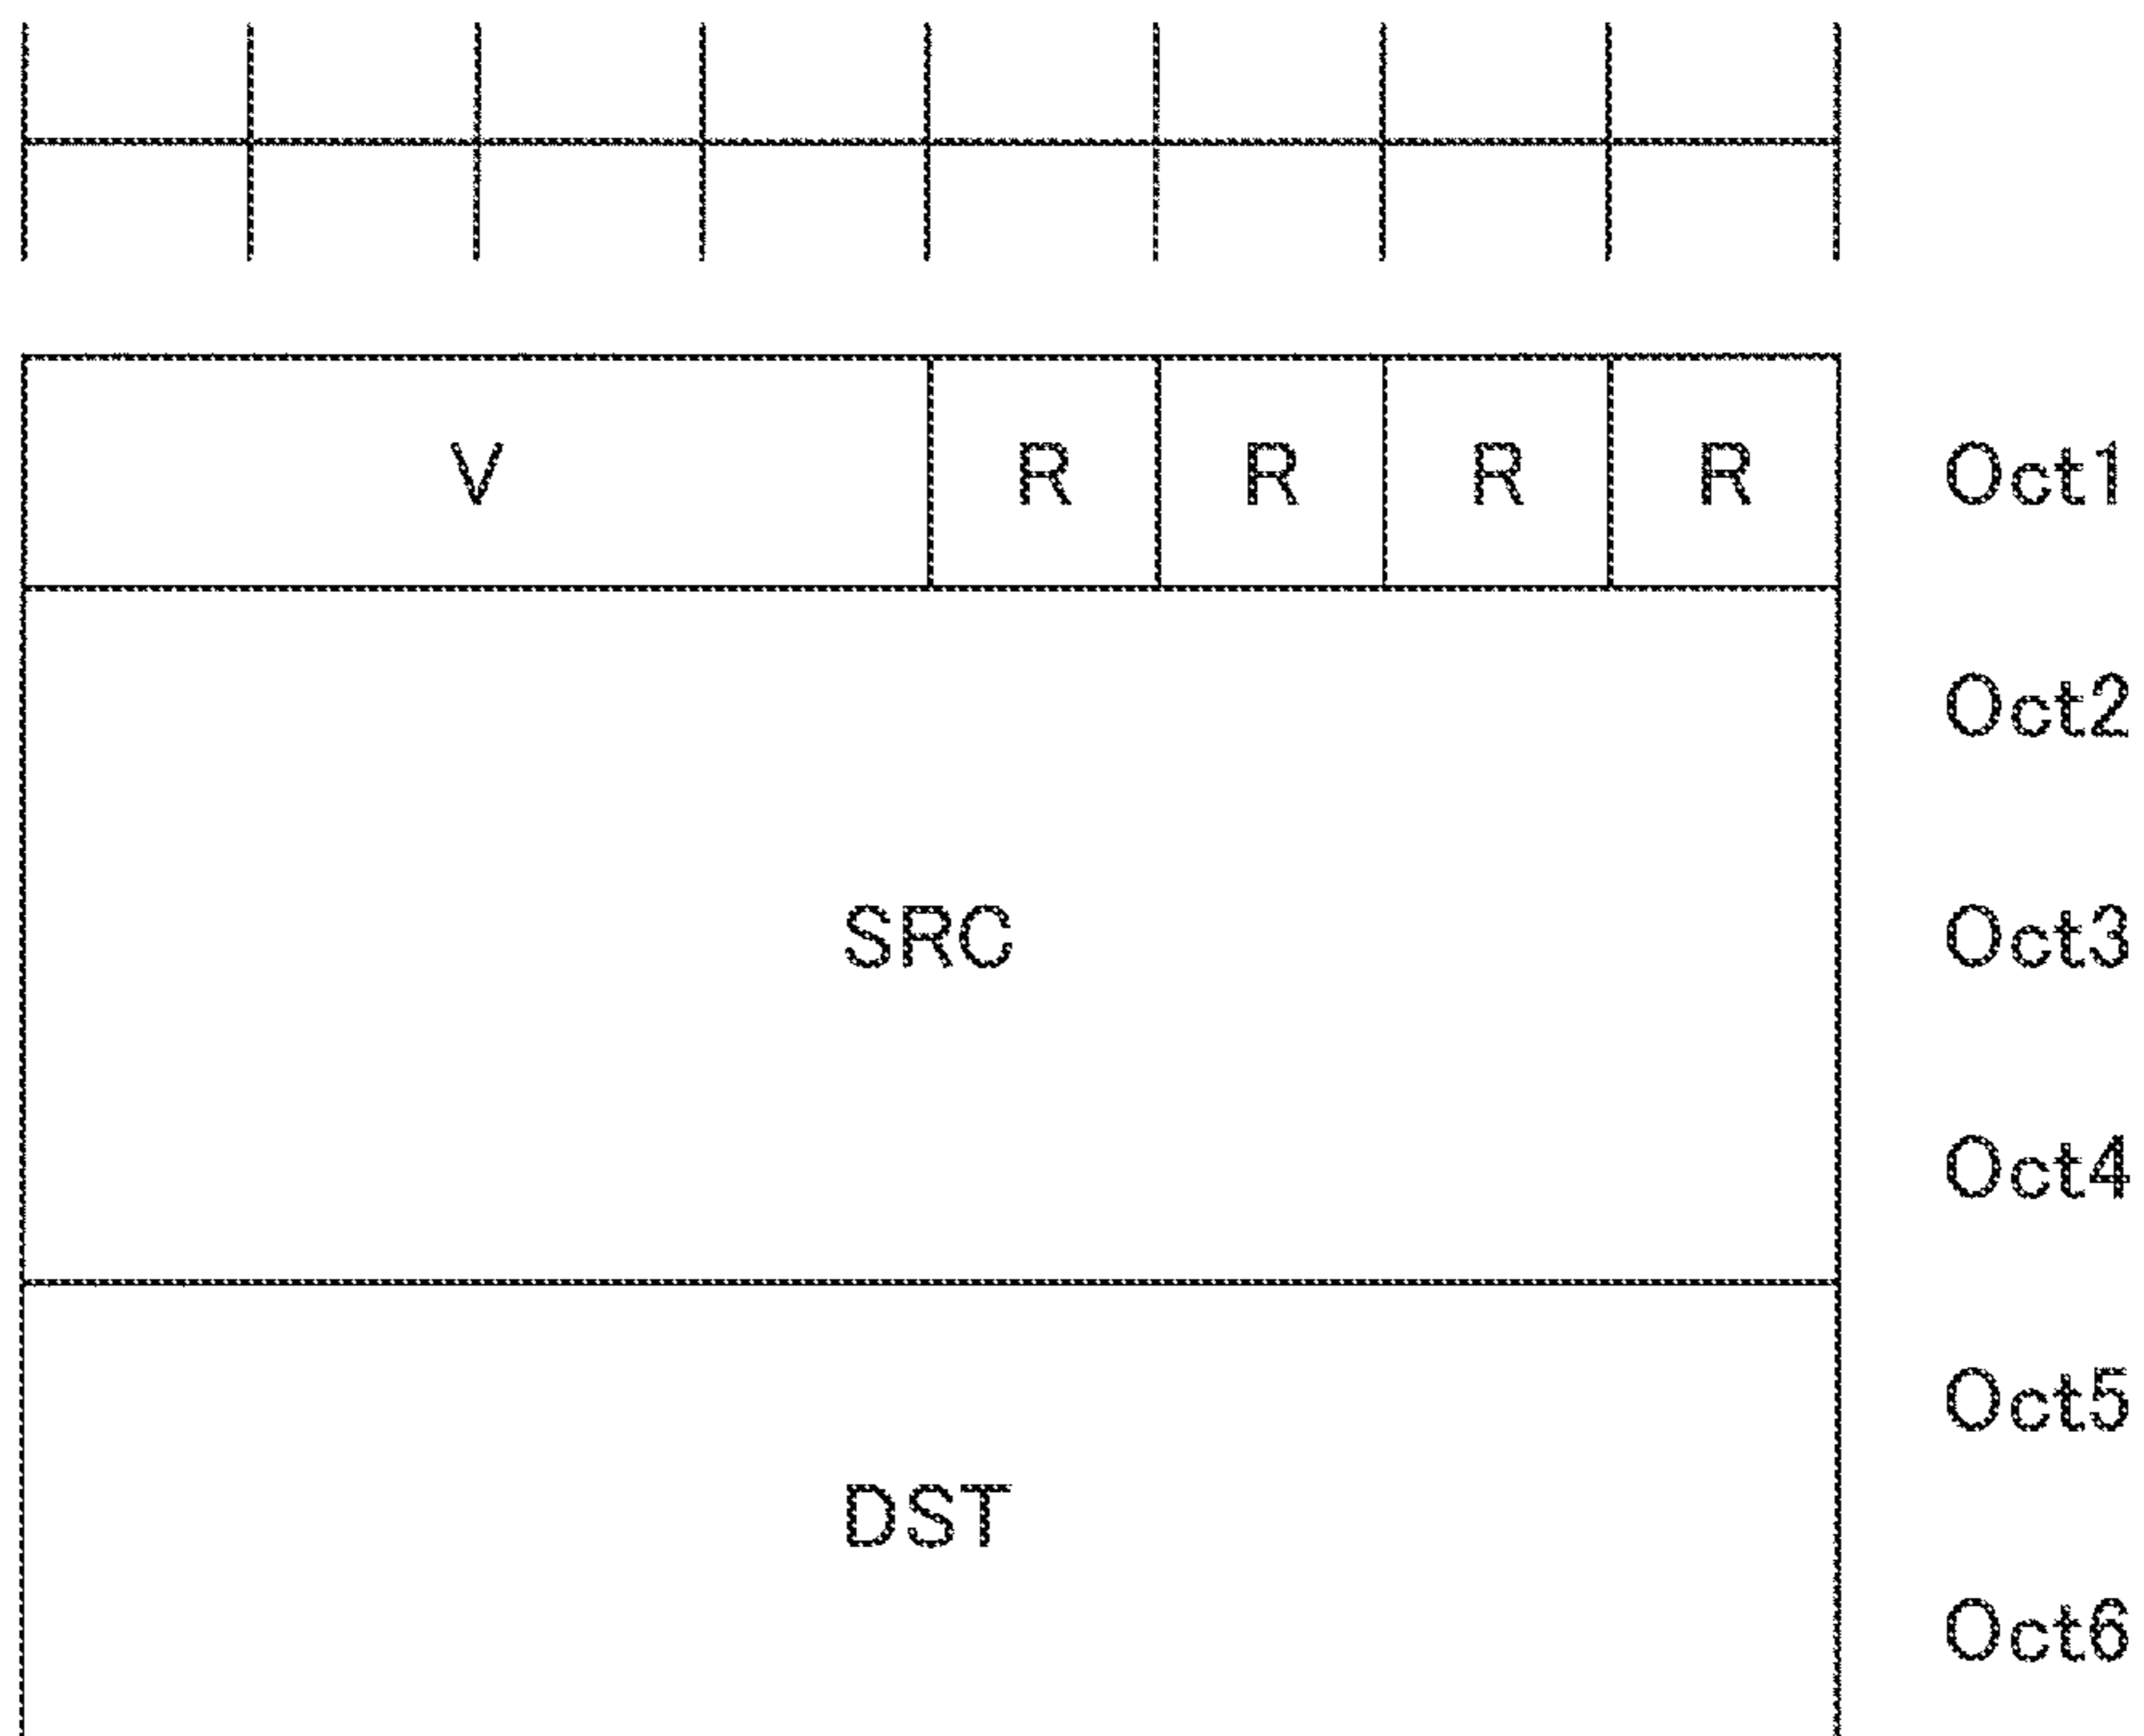 V R R R R Oct1
Oct2
SRC Oct3
Oct4
Oct5
DST
Oct6